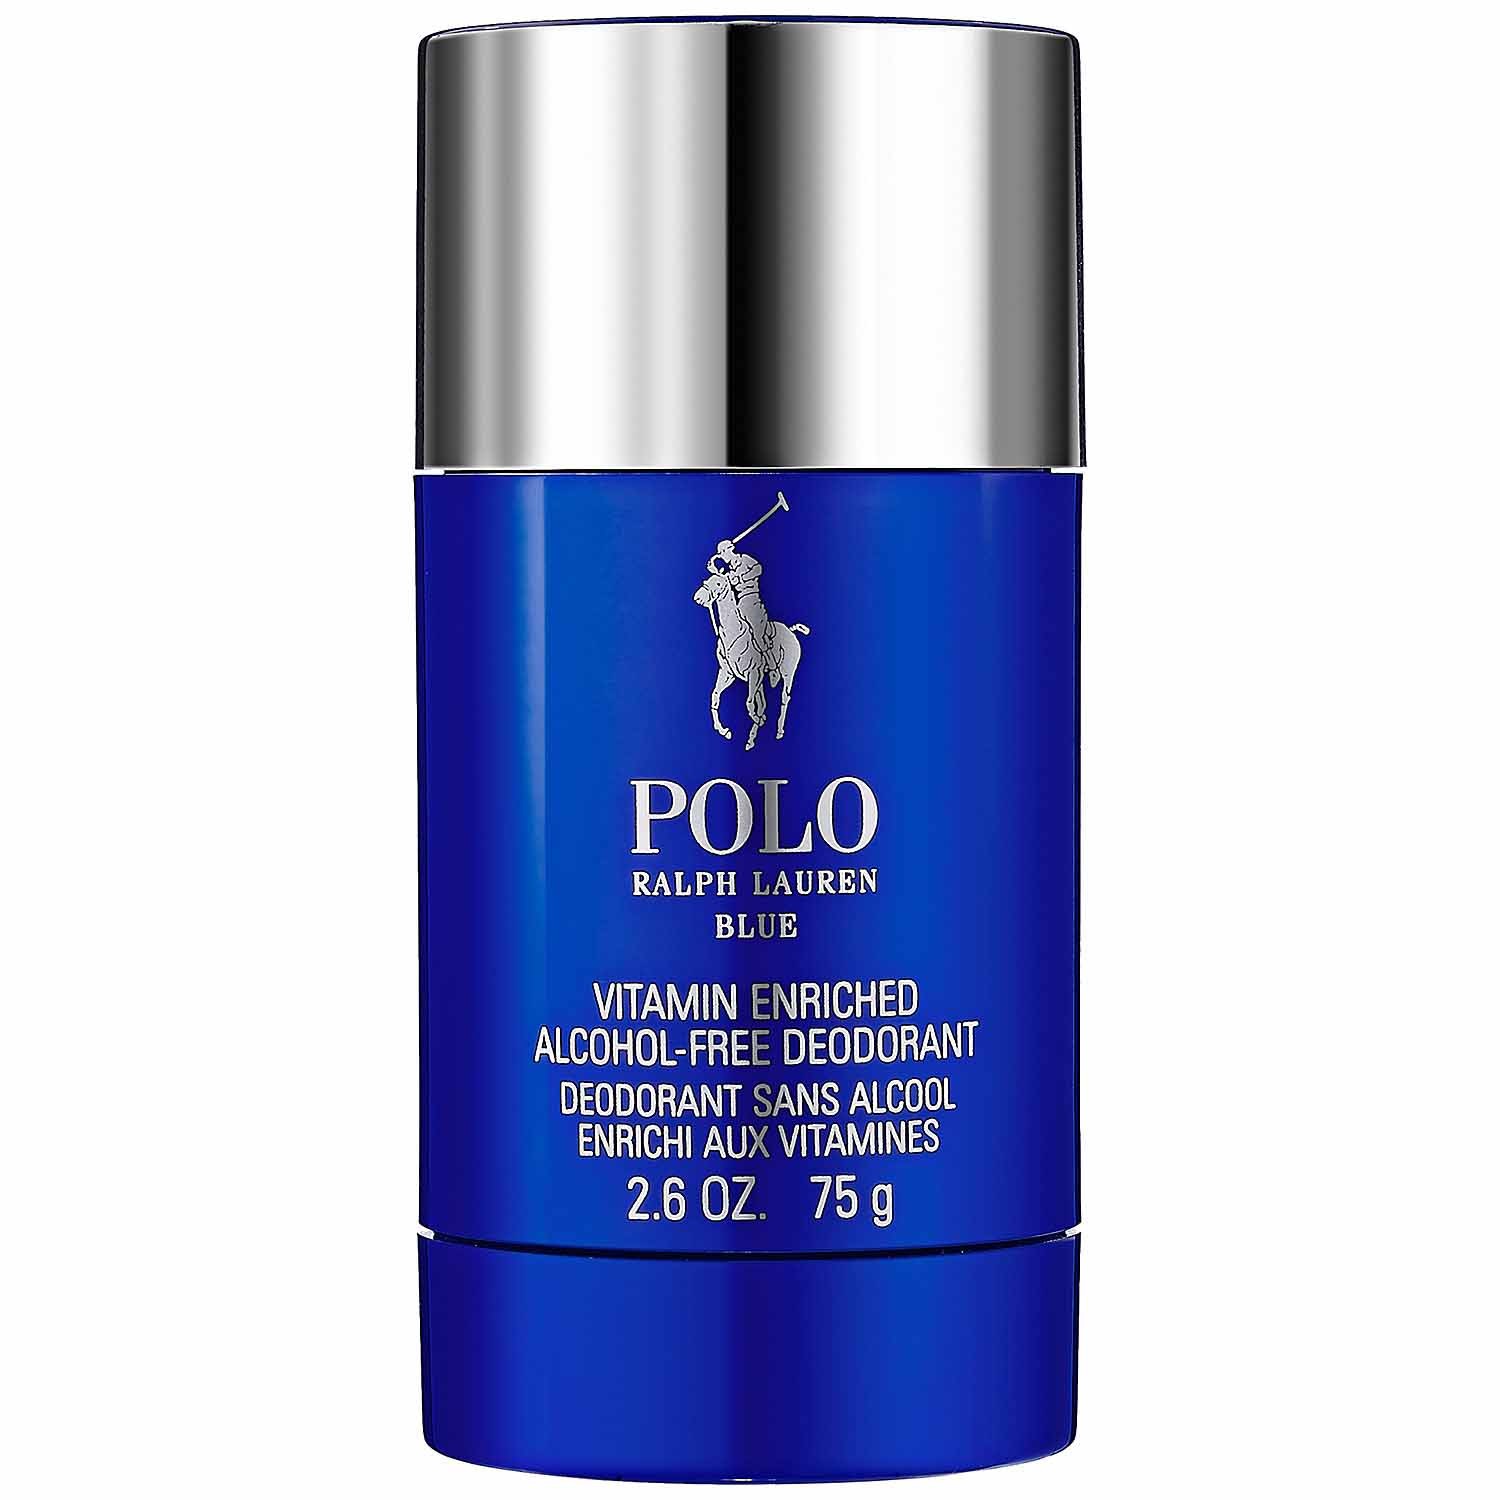 POLO
RALPH LAUREN
BLUE
VITAMIN ENRICHED
ALCOHOL-FREE DEODORANT
DEODORANT SANS ALCOOL
ENRICHI AUX VITAMINES
2.6 OZ. 75 g